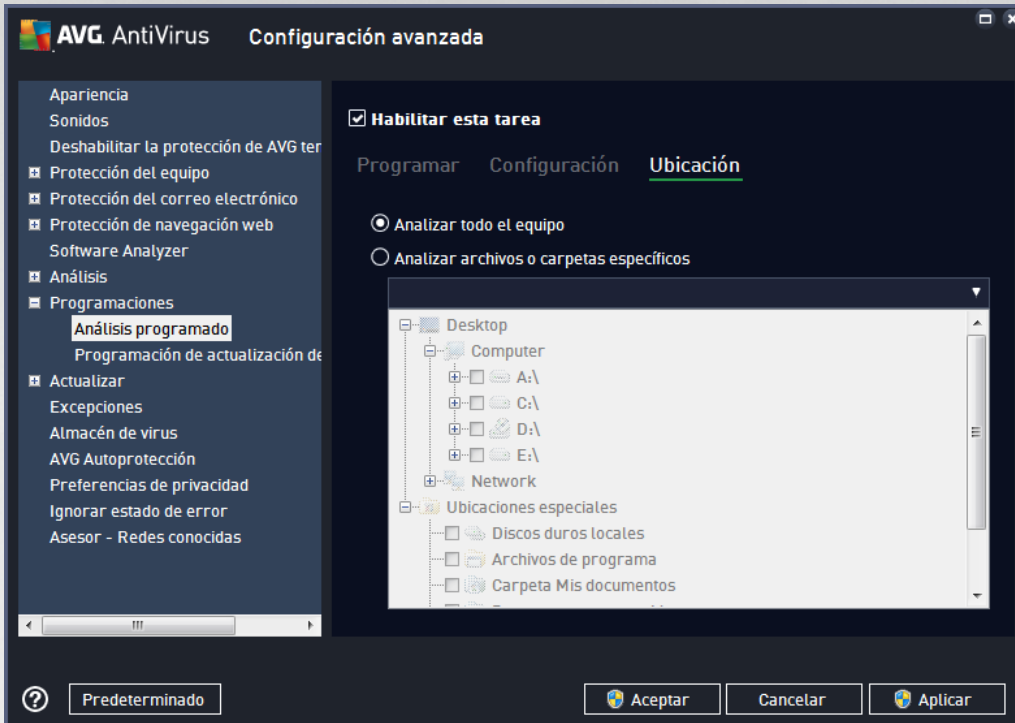 AVG AntiVirus Configuración avanzada
Apariencia
Sonidos
Deshabilitar la protección de AVG ter
Protección del equipo
Protección del correo electrónico
Protección de navegación web
Software Analyzer
Análisis
Programaciones
Análisis programado
Programación de actualización de
Actualizar
Excepciones
Almacén de virus
AVG Autoprotección
Preferencias de privacidad
Ignorar estado de error
Asesor - Redes conocidas
Habilitar esta tarea
Programar Configuración Ubicación
Analizar todo el equipo
Analizar archivos o carpetas específicos
Desktop
Computer
A:\
C:\
D:\
E:\
Network
Ubicaciones especiales
Discos duros locales
Archivos de programa
Carpeta Mis documentos
? Predeterminado Aceptar Cancelar Aplicar